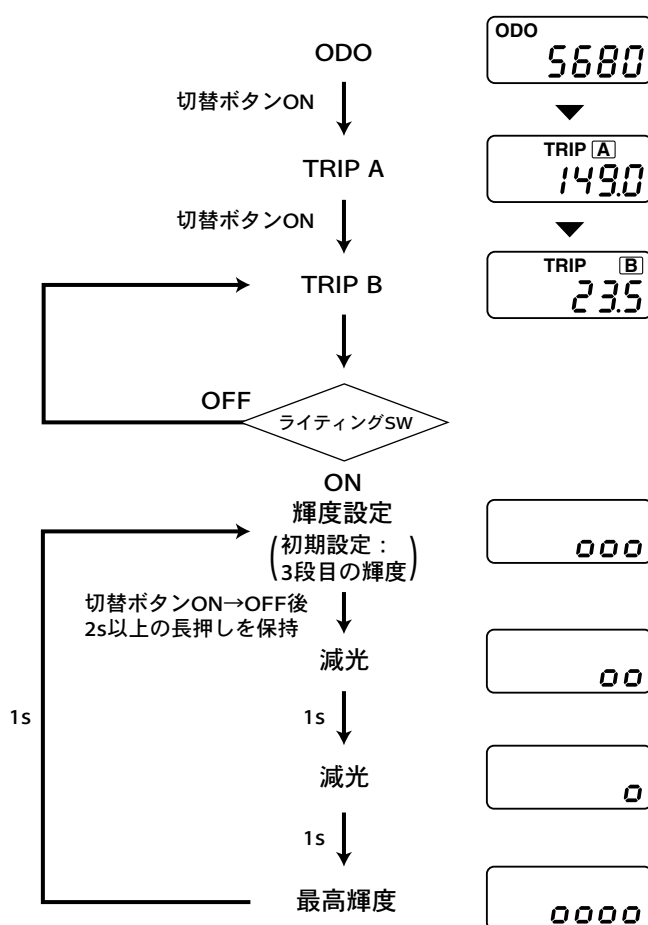 ODO
ODO
5680
切替ボタンON
TRIP A
TRIP A
149.0
切替ボタンON
TRIP B
TRIP B
23.5
OFF
ライティングSW
ON
輝度設定
(初期設定：
3段目の輝度)
ooo
切替ボタンON→OFF後
2s以上の長押しを保持
減光
oo
1s
1s
減光
o
1s
最高輝度
oooo